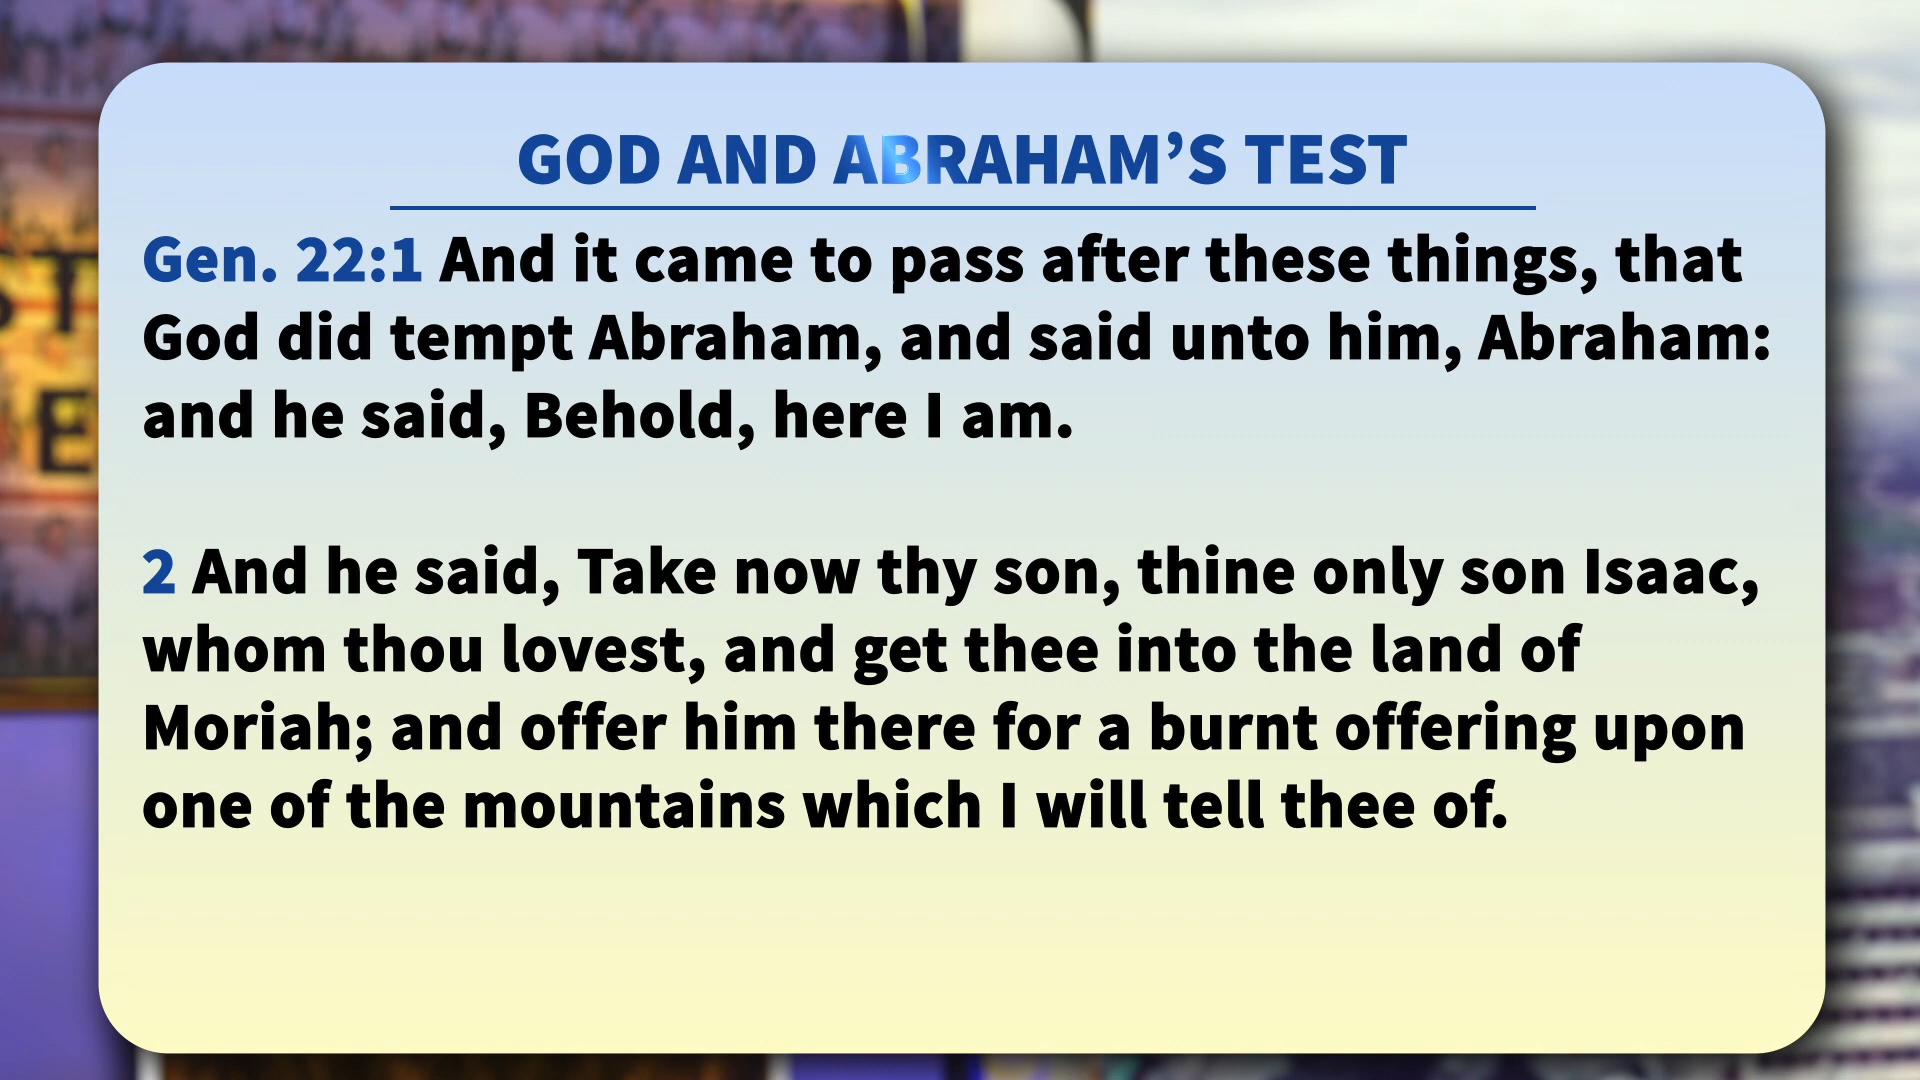 GOD AND ABRAHAM’S TEST
Gen. 22:1 And it came to pass after these things, that
God did tempt Abraham, and said unto him, Abraham:
and he said, Behold, here I am.
2 And he said, Take now thy son, thine only son Isaac,
whom thou lovest, and get thee into the land of
Moriah; and offer him there for a burnt offering upon
one of the mountains which I will tell thee of.